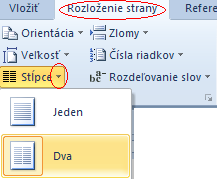 Vložiť Rozloženie strany Refere
Orientácia Zlomy
Veľkosť Čísla riadkov
Stĺpce Rozdeľovanie slov
Jeden
Dva